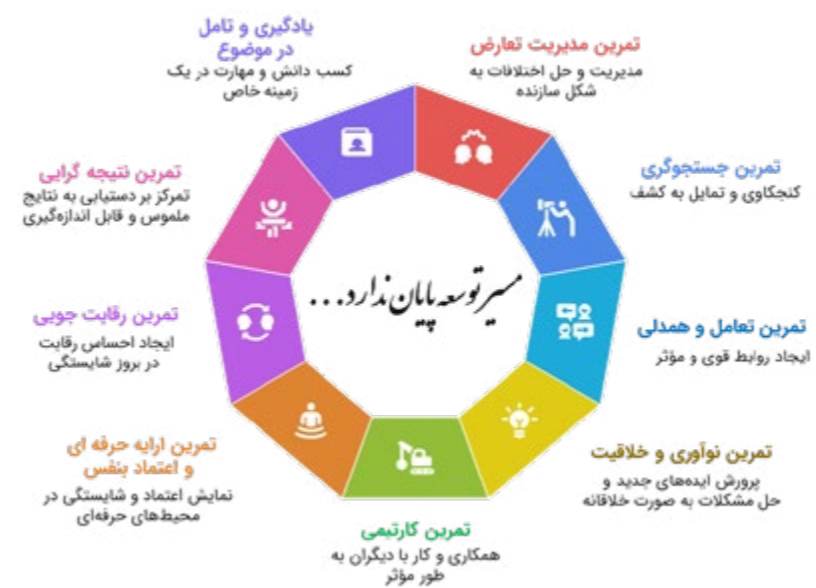 یادگیری و تامل
در موضوع
کسب دانش و مهارت در یک
زمینه خاص
تمرین مدیریت تعارض
مدیریت و حل اختلافات به
شکل سازنده
تمرین جستجوگری
کنجکاوی و تمایل به کشف
تمرین تعامل و همدلی
ایجاد روابط قوی و مؤثر
تمرین نوآوری و خلاقیت
پرورش ایده‌های جدید و
حل مشکلات به صورت خلاقانه
تمرین کارتیمی
همکاری و کار با دیگران به
طور مؤثر
تمرین ارایه حرفه ای
و اعتماد بنفس
نمایش اعتماد و شایستگی در
محیط‌های حرفه‌ای
تمرین رقابت جویی
ایجاد احساس رقابت
در بروز شایستگی
تمرین نتیجه گرایی
تمرکز بر دستیابی به نتایج
ملموس و قابل اندازه‌گیری
مسیر توسعه پایان ندارد...